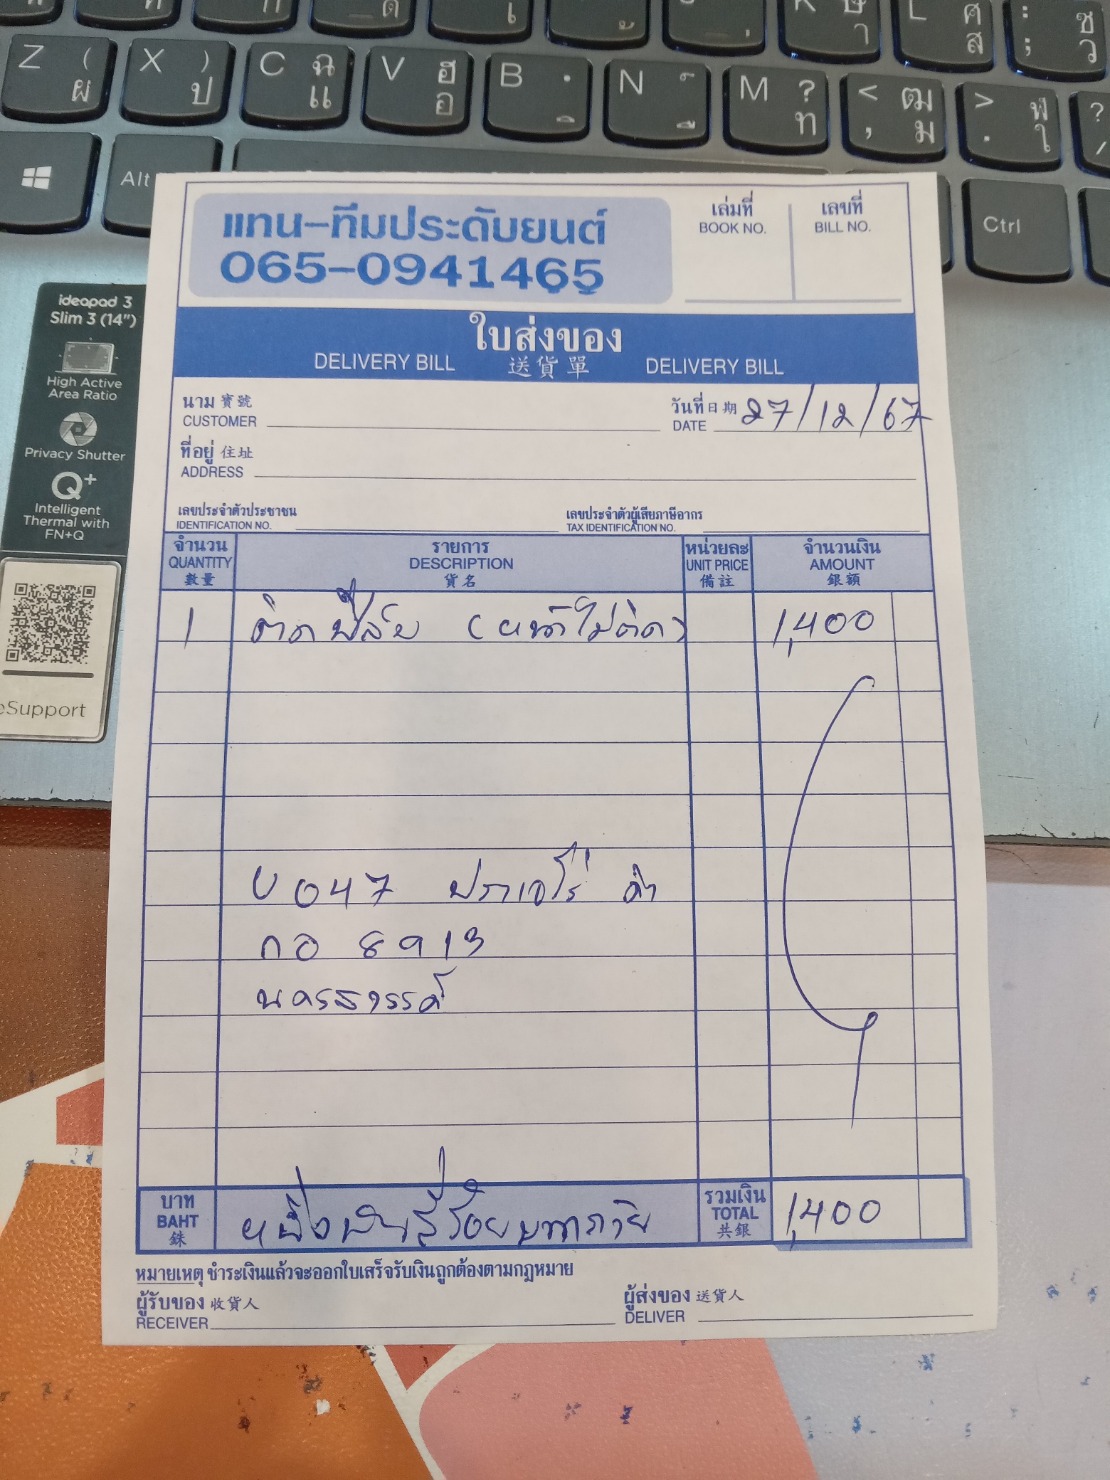 Z ( ผ
X ) ป
C ฉ แ
V ฮ อ
B ฺ ิ
N ์ ื
M ? ท
< ฒ , ม
> ฬ . ใ
Alt
Ctrl
ideapad 3
Slim 3 (14")
High Active
Area Ratio
Privacy Shutter
Q+
Intelligent
Thermal with
FN+Q
eSupport
แทน-ทีมประดับยนต์
065-0941465
เล่มที่ เลขที่
BOOK NO. BILL NO.
ใบส่งของ
DELIVERY BILL 送貨單 DELIVERY BILL
นาม 寳號 วันที่ 日期 27/12/67
CUSTOMER DATE
ที่อยู่ 住址
ADDRESS
เลขประจำตัวประชาชน เลขประจำตัวผู้เสียภาษีอากร
IDENTIFICATION NO. TAX IDENTIFICATION NO.
จำนวน รายการ หน่วยละ จำนวนเงิน
QUANTITY DESCRIPTION UNIT PRICE AMOUNT
數量 貨名 備註 銀額
1 ติดฟิล์ม (หน้าไม่ติด) 1,400
U047 ปาเจโร่ ดำ
กอ 8913
นครสวรรค์
บาท หนึ่งพันสี่ร้อยบาทถ้วน รวมเงิน 1,400
BAHT TOTAL
銖 共銀
หมายเหตุ ชำระเงินแล้วจะออกใบเสร็จรับเงินถูกต้องตามกฎหมาย
ผู้รับของ 收貨人 ผู้ส่งของ 送貨人
RECEIVER DELIVER